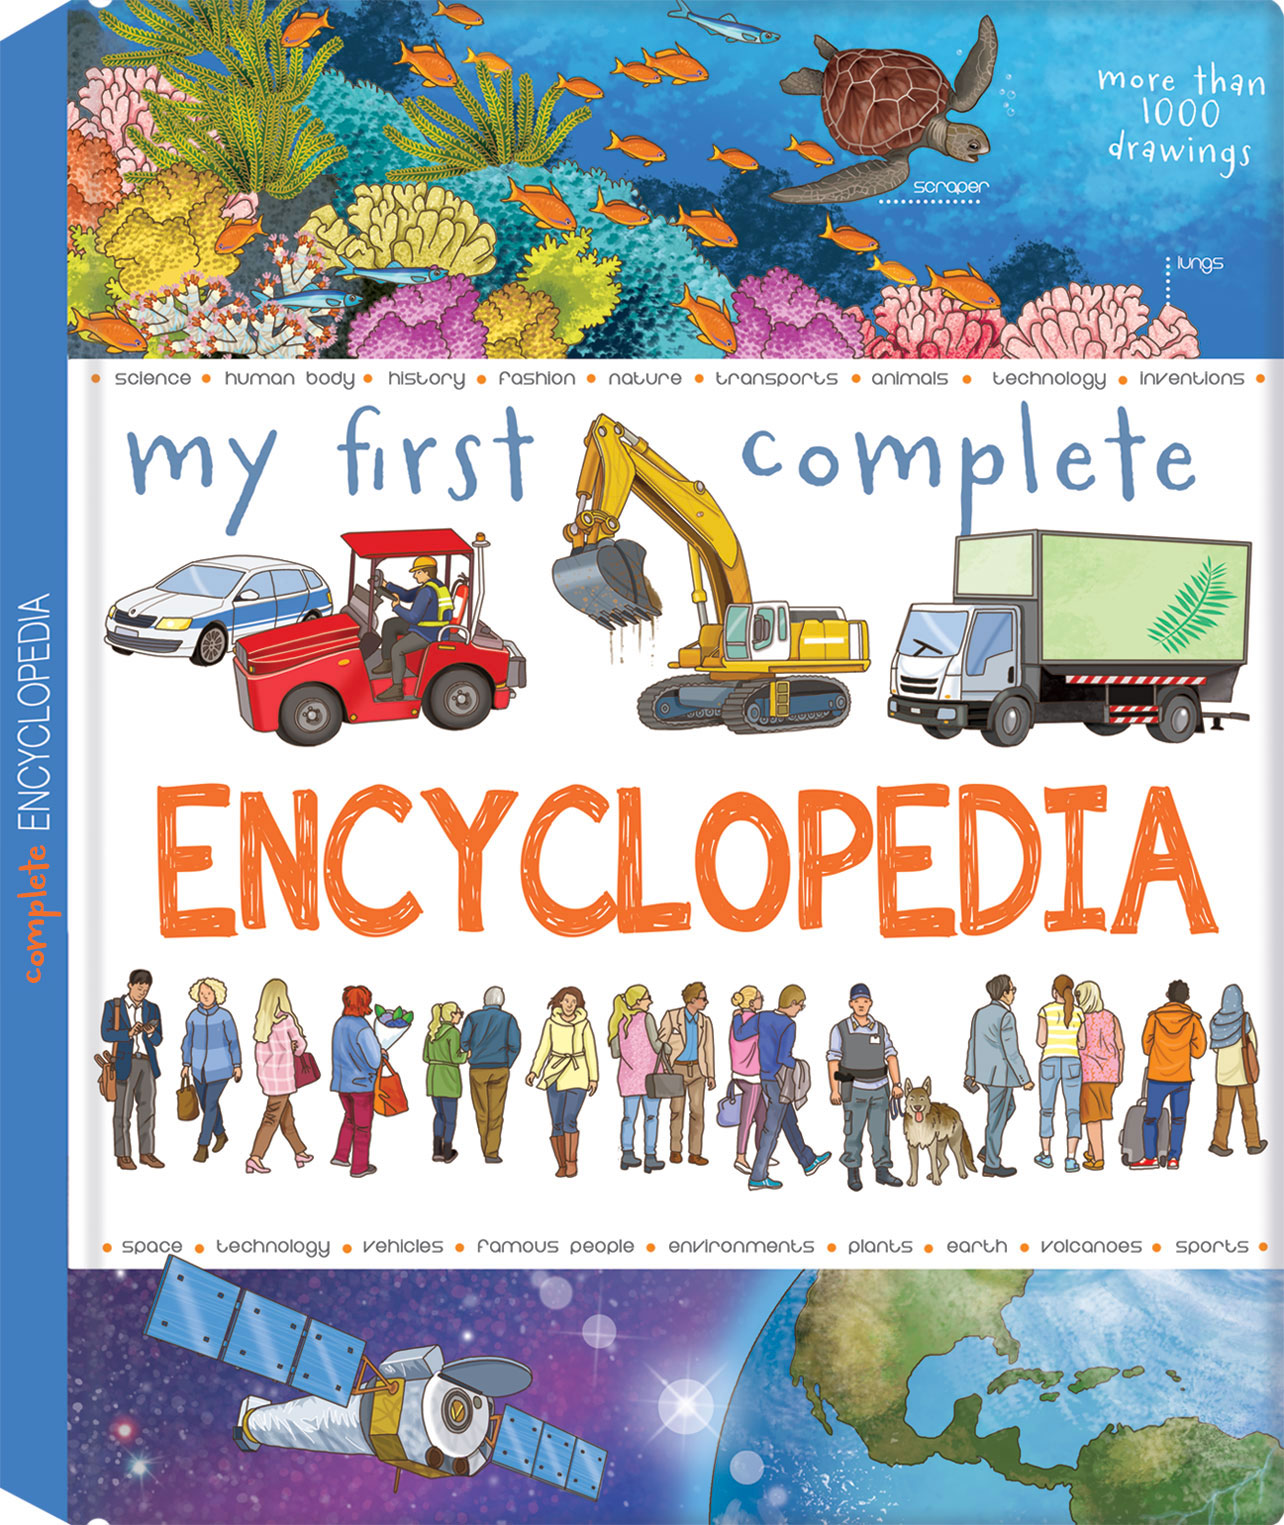 more than
1000
drawings
scraper
lungs
• science • human body • history • fashion • nature • transports • animals • technology • inventions •
my first complete
ENCYCLOPEDIA
• space • technology • vehicles • famous people • environments • plants • earth • volcanoes • sports •
complete ENCYCLOPEDIA